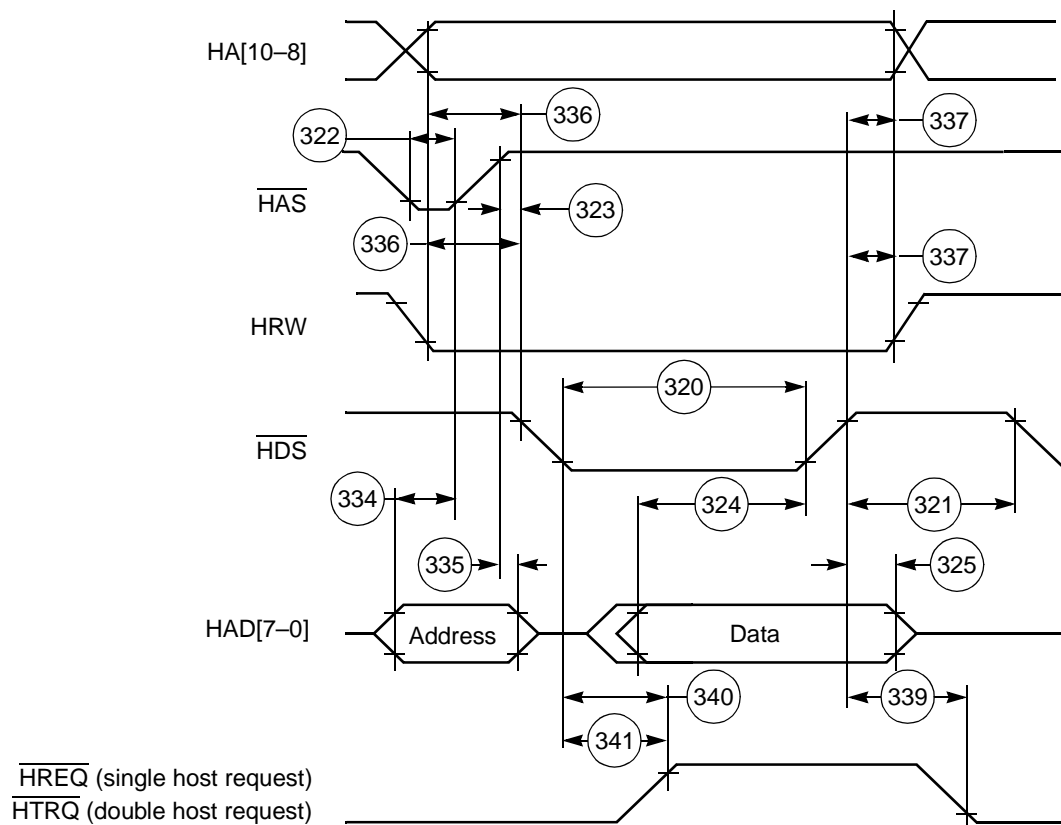 HA[10–8]
336
337
322
HAS
323
336
337
HRW
320
HDS
334
324
321
335
325
HAD[7–0]
Address
Data
340
339
341
HREQ (single host request)
HTRQ (double host request)